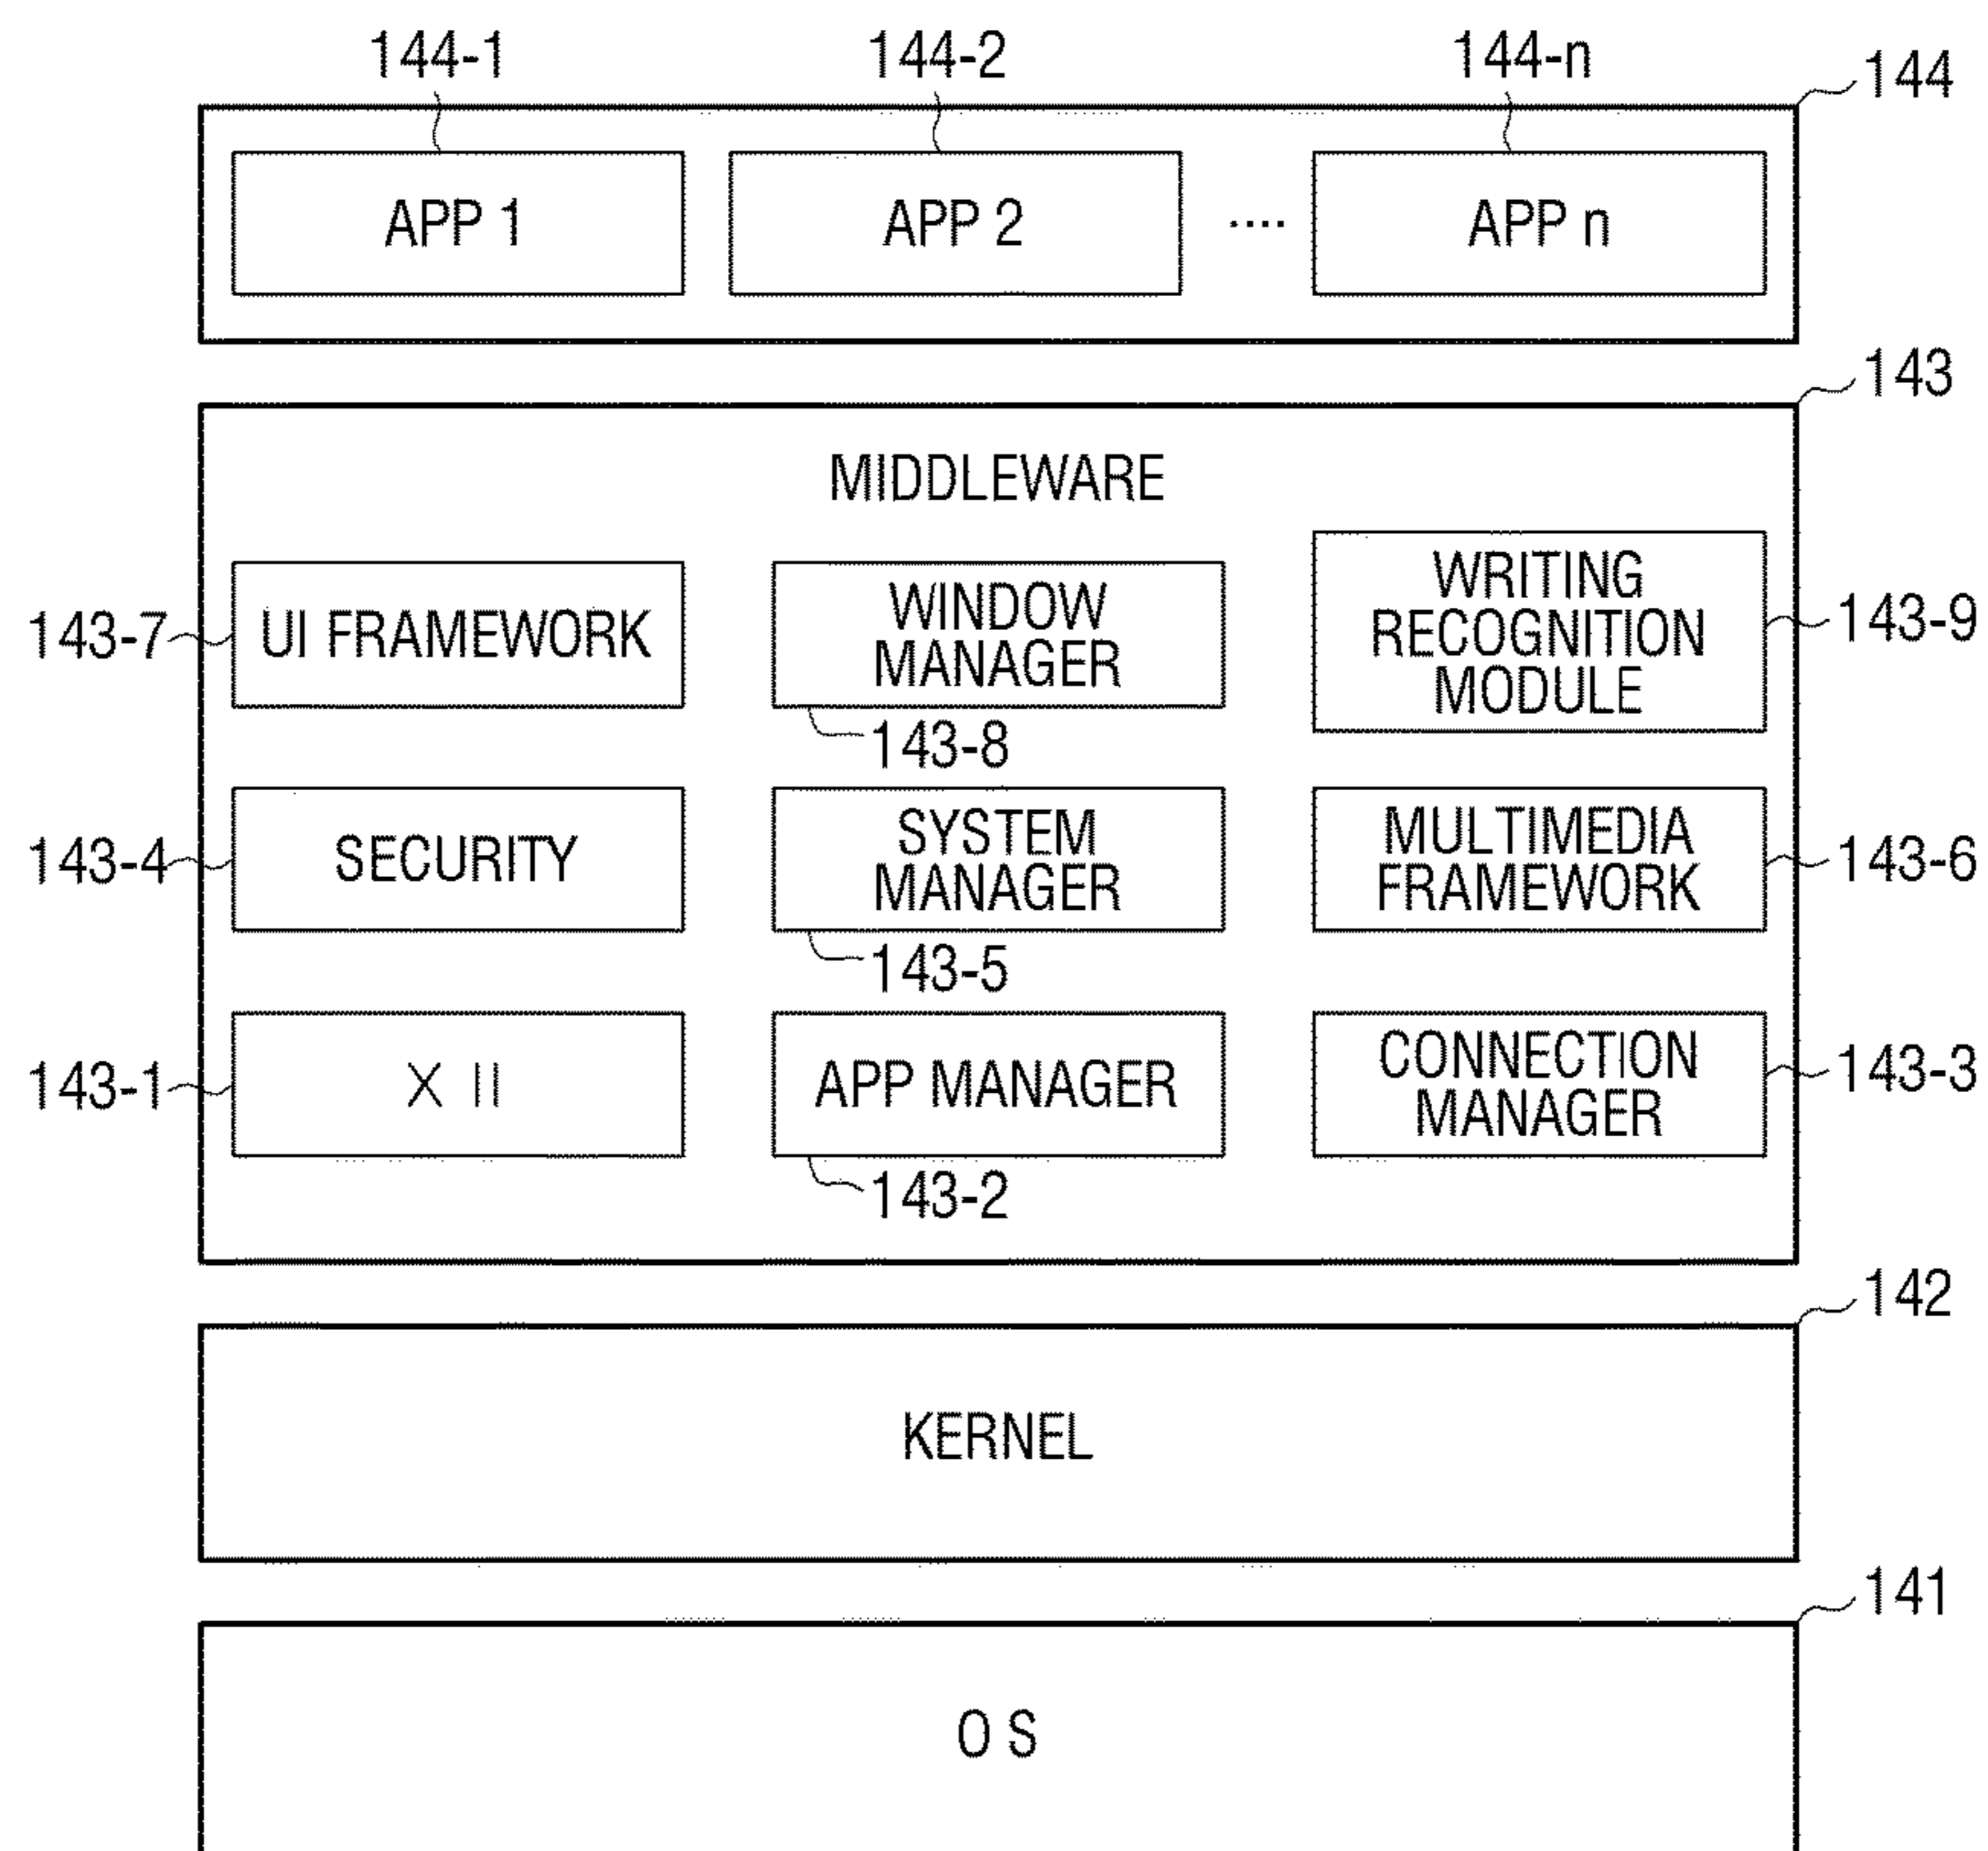 144-1 144-2 144-n 144
APP 1 APP 2 .... APP n
143
MIDDLEWARE
143-7 UI FRAMEWORK
WINDOW
MANAGER
143-8
WRITING
RECOGNITION
MODULE
143-9
143-4 SECURITY
SYSTEM
MANAGER
143-5
MULTIMEDIA
FRAMEWORK
143-6
143-1 X II
APP MANAGER
143-2
CONNECTION
MANAGER
143-3
142
KERNEL
141
O S